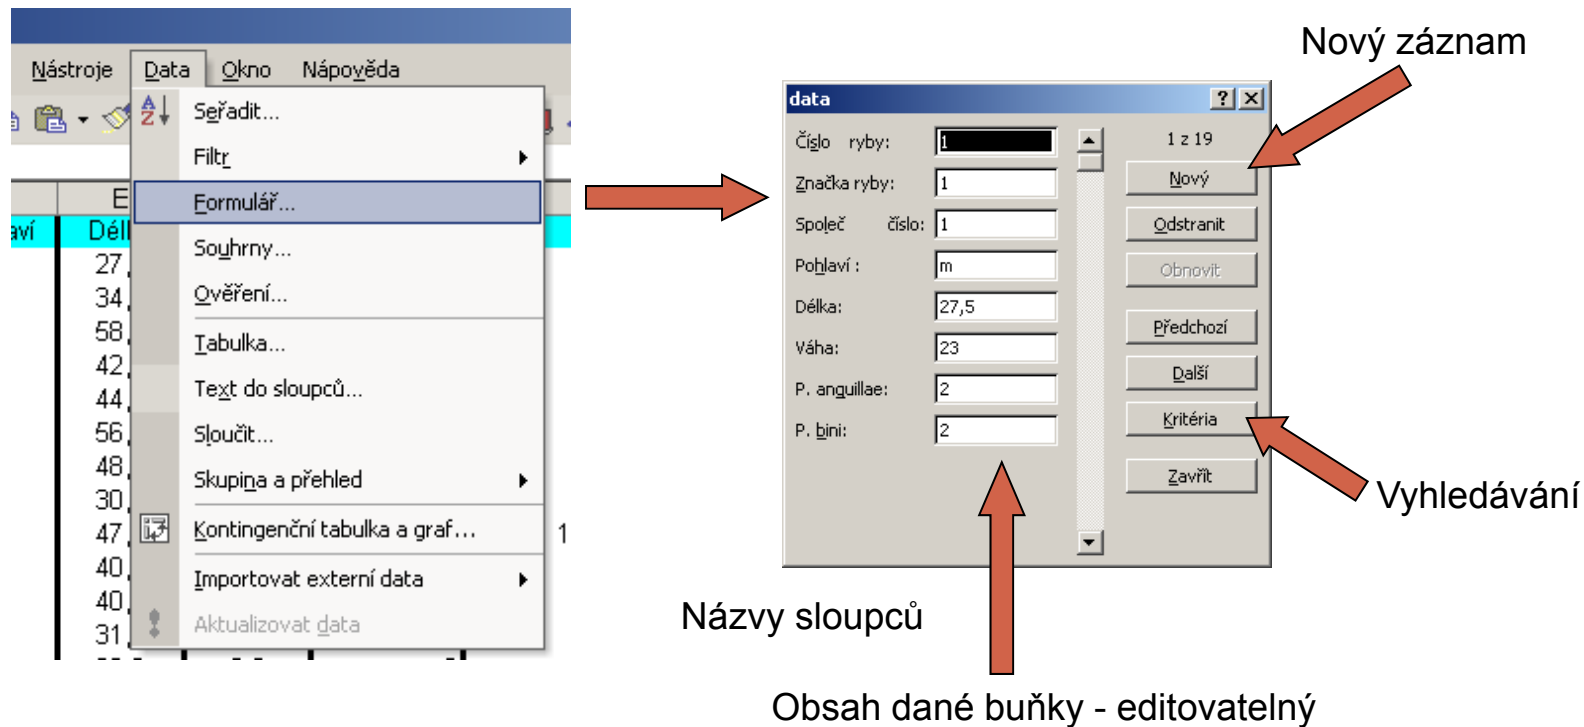 Nástroje Data Okno Nápověda
Seřadit...
Filtr
Formulář...
Souhrny...
Ověření...
Tabulka...
Text do sloupců...
Sloučit...
Skupina a přehled
Kontingenční tabulka a graf...
Importovat externí data
Aktualizovat data
E
aví Dél
27,
34,
58,
42,
44,
56,
48,
30,
47, 1
40,
40,
31,
Nový záznam
data
Číslo ryby: 1
Značka ryby: 1
Společ číslo: 1
Pohlaví : m
Délka: 27,5
Váha: 23
P. anguillae: 2
P. bini: 2
1 z 19
Nový
Odstranit
Obnovit
Předchozí
Další
Kritéria
Zavřít
Vyhledávání
Názvy sloupců
Obsah dané buňky - editovatelný